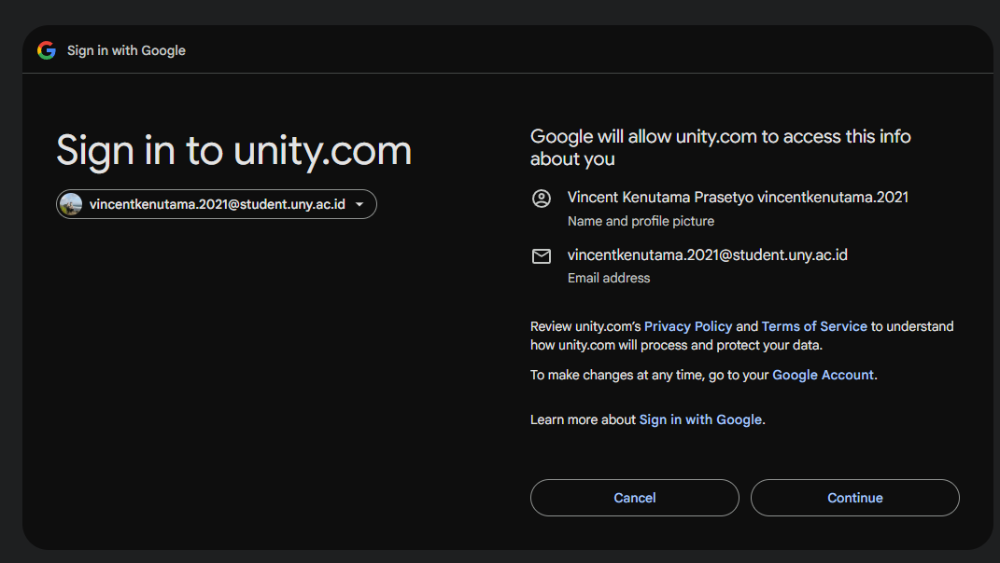 Sign in with Google
Sign in to unity.com
vincentkenutama.2021@student.uny.ac.id
Google will allow unity.com to access this info
about you
Vincent Kenutama Prasetyo vincentkenutama.2021
Name and profile picture
vincentkenutama.2021@student.uny.ac.id
Email address
Review unity.com’s Privacy Policy and Terms of Service to understand
how unity.com will process and protect your data.
To make changes at any time, go to your Google Account.
Learn more about Sign in with Google.
Cancel
Continue